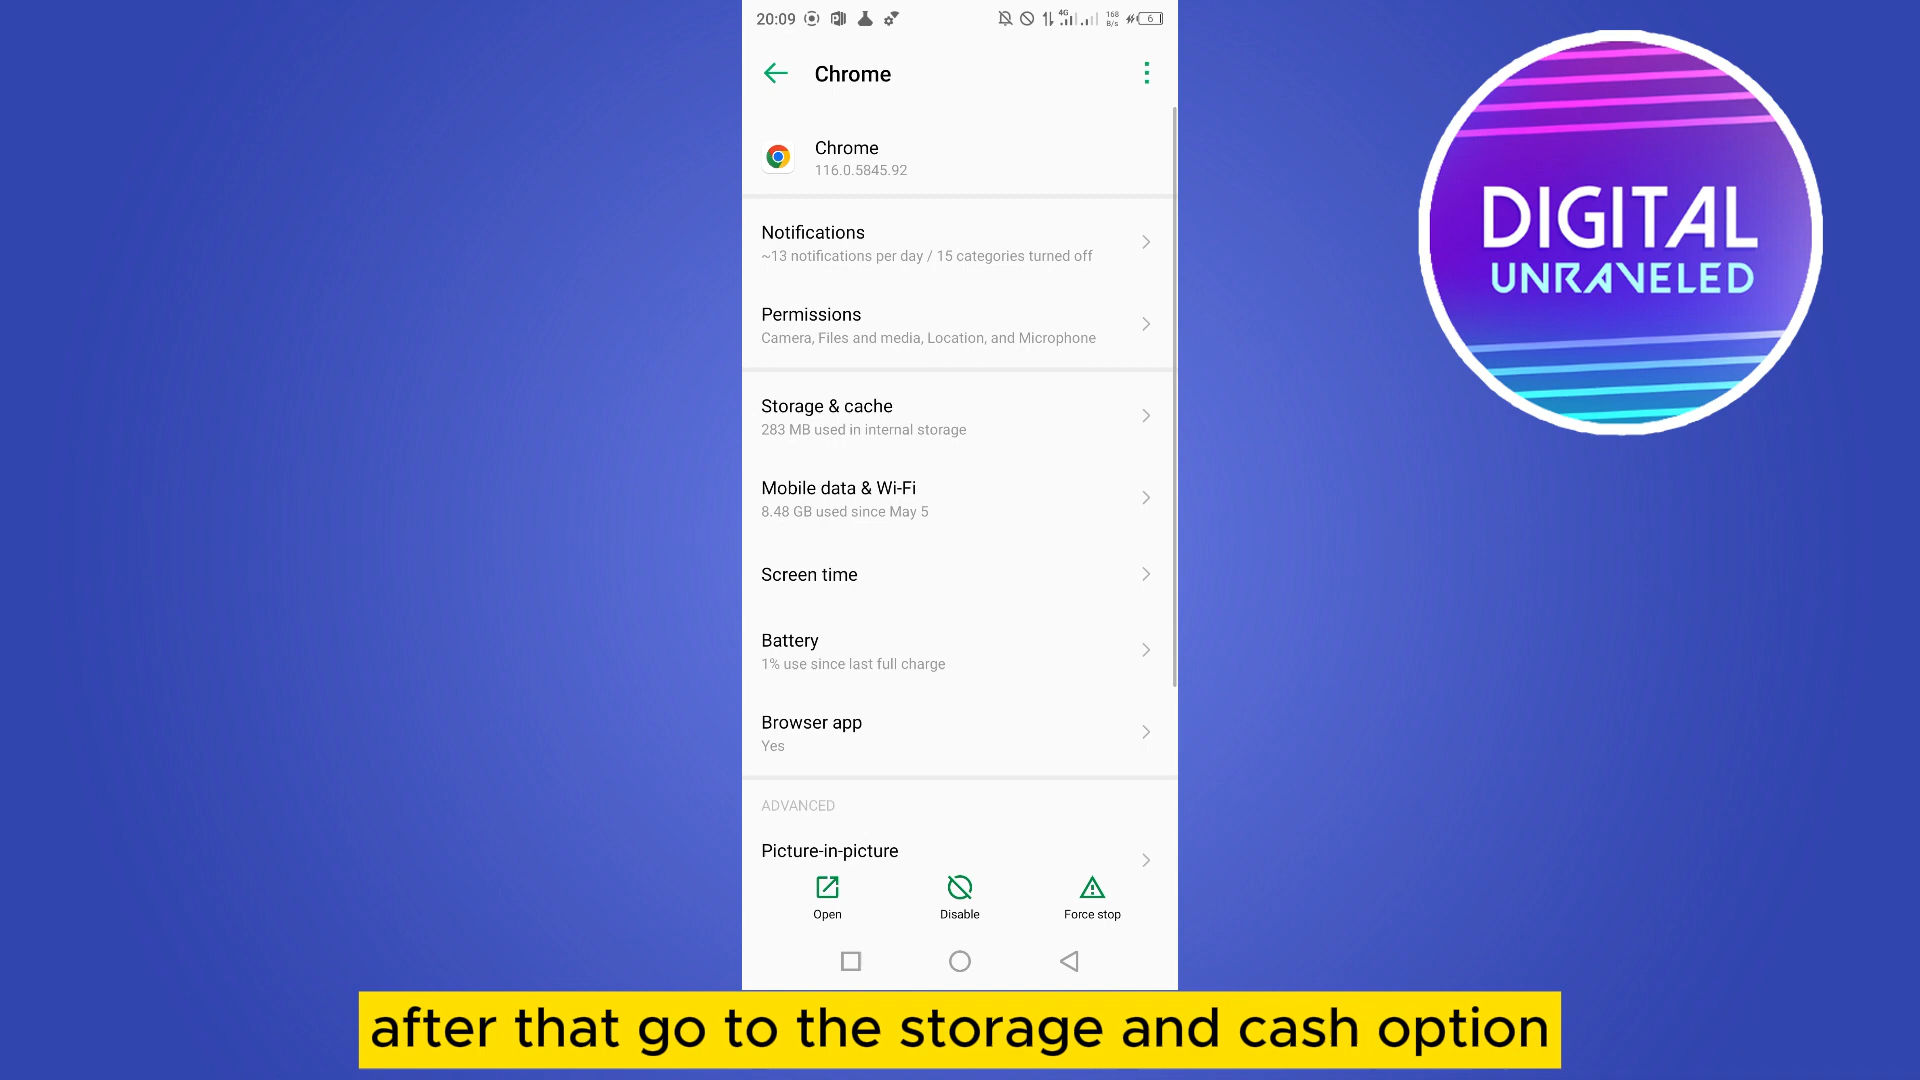 20:09 4G 168 B/s 6
Chrome
Chrome
116.0.5845.92
Notifications
~13 notifications per day / 15 categories turned off
Permissions
Camera, Files and media, Location, and Microphone
Storage & cache
283 MB used in internal storage
Mobile data & Wi-Fi
8.48 GB used since May 5
Screen time
Battery
1% use since last full charge
Browser app
Yes
ADVANCED
Picture-in-picture
Open Disable Force stop
DIGITAL
UNRAVELED
after that go to the storage and cash option